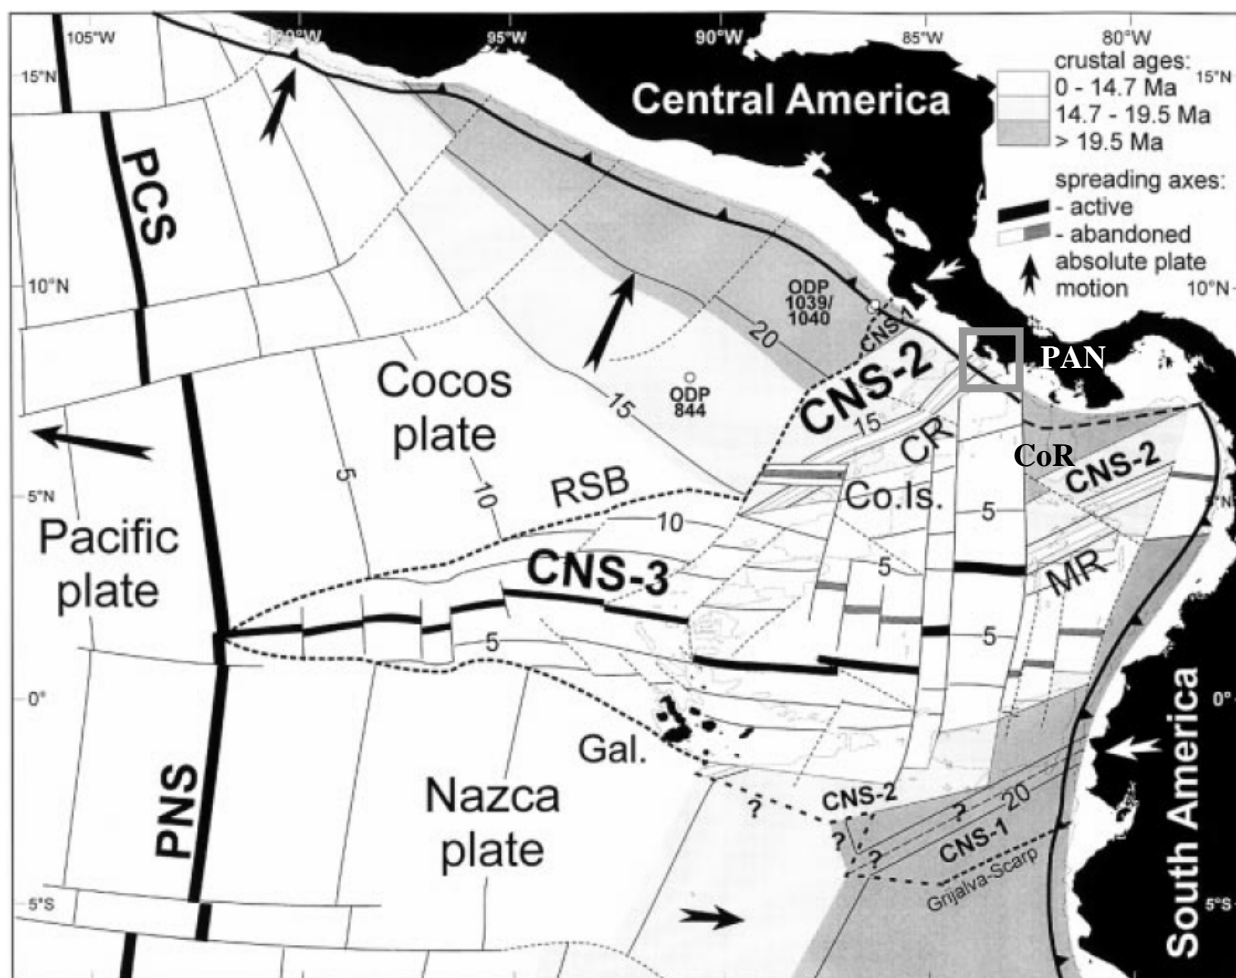 105°W
100°W
95°W
90°W
85°W
80°W
15°N
15°N
Central America
crustal ages:
0 - 14.7 Ma
14.7 - 19.5 Ma
> 19.5 Ma
spreading axes:
- active
- abandoned
absolute plate
motion
PCS
10°N
10°N
ODP
1039/
1040
CNS-1
20
PAN
CNS-2
Cocos
plate
ODP
844
15
15
CR
CoR
CNS-2
5
10
RSB
Co.Is.
5°N
5°N
5
10
Pacific
plate
CNS-3
5
MR
5
5
0°
0°
Gal.
PNS
Nazca
plate
CNS-2
?
?
20
?
?
CNS-1
Grijalva-Scarp
South America
5°S
5°S